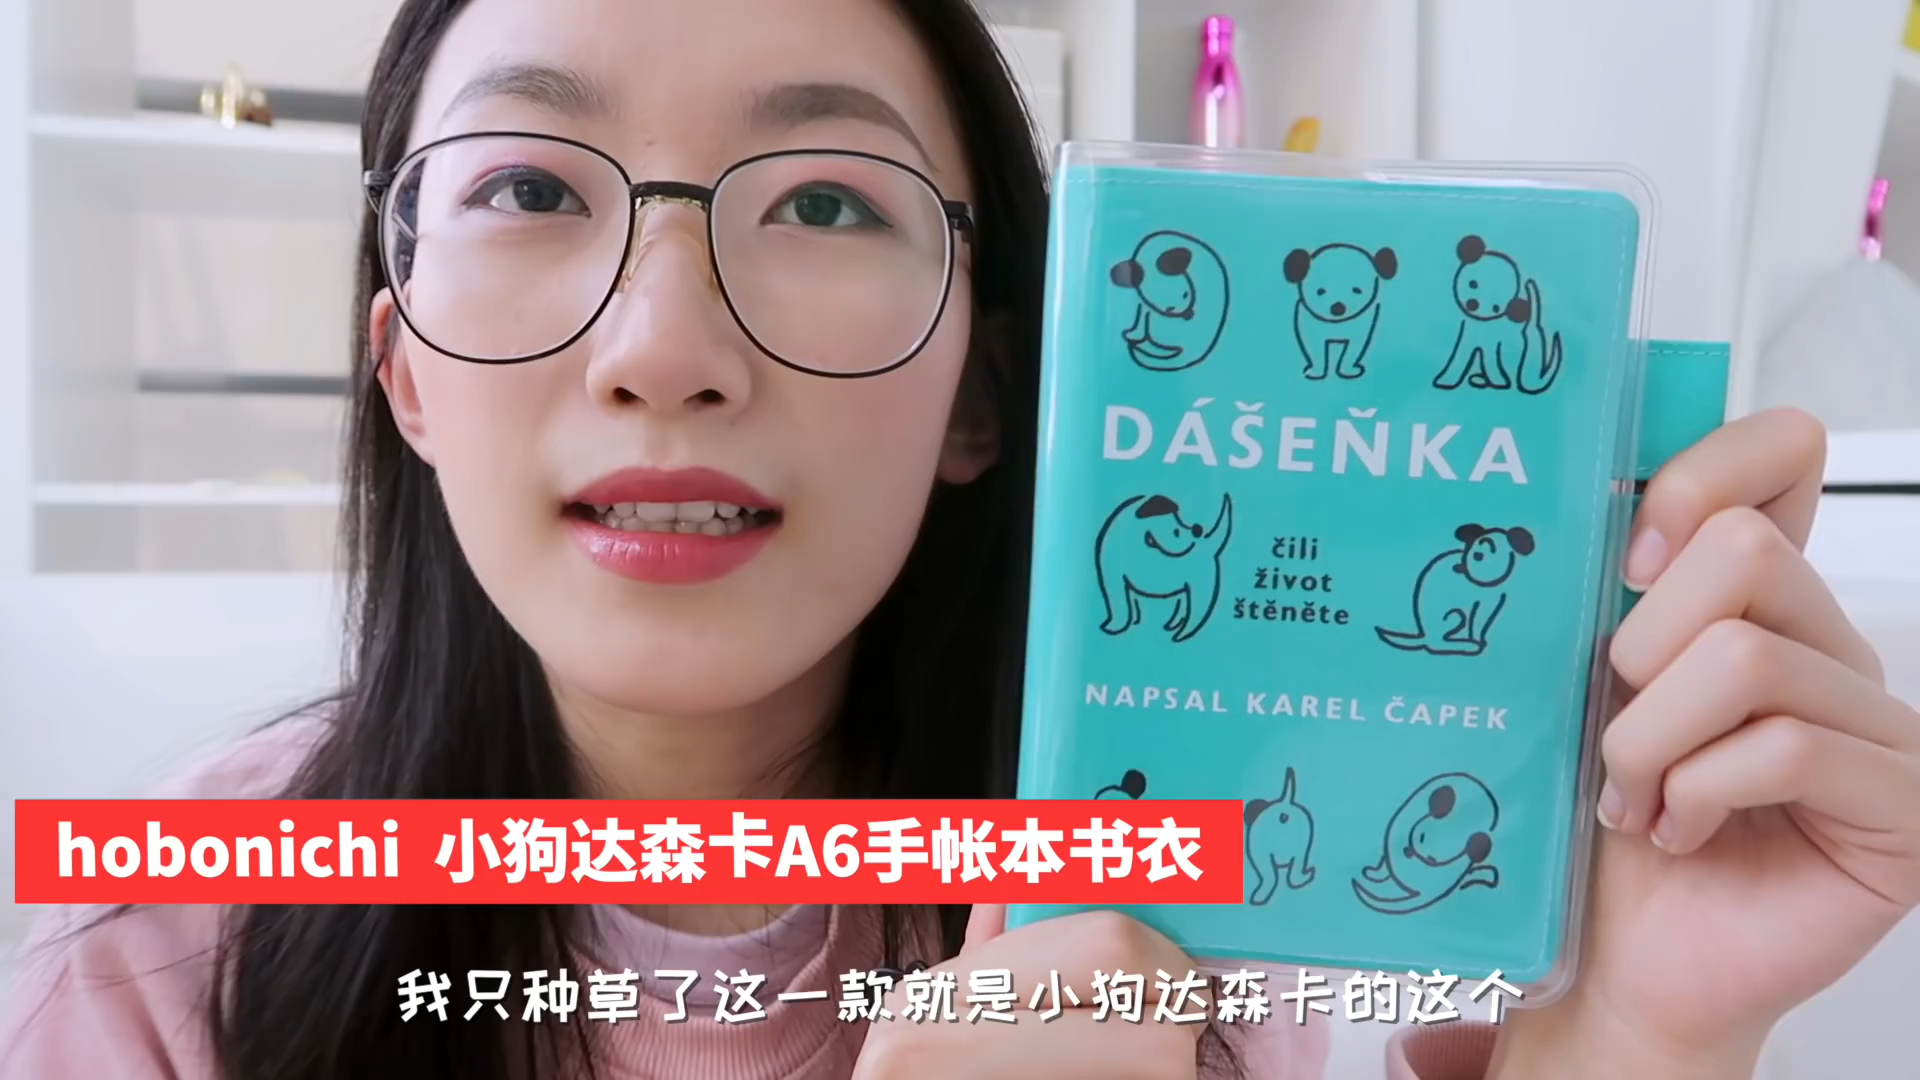 DÁŠEŇKA
čili
život
štěněte
NAPSAL KAREL ČAPEK
hobonichi 小狗达森卡A6手帐本书衣
我只种草了这一款就是小狗达森卡的这个